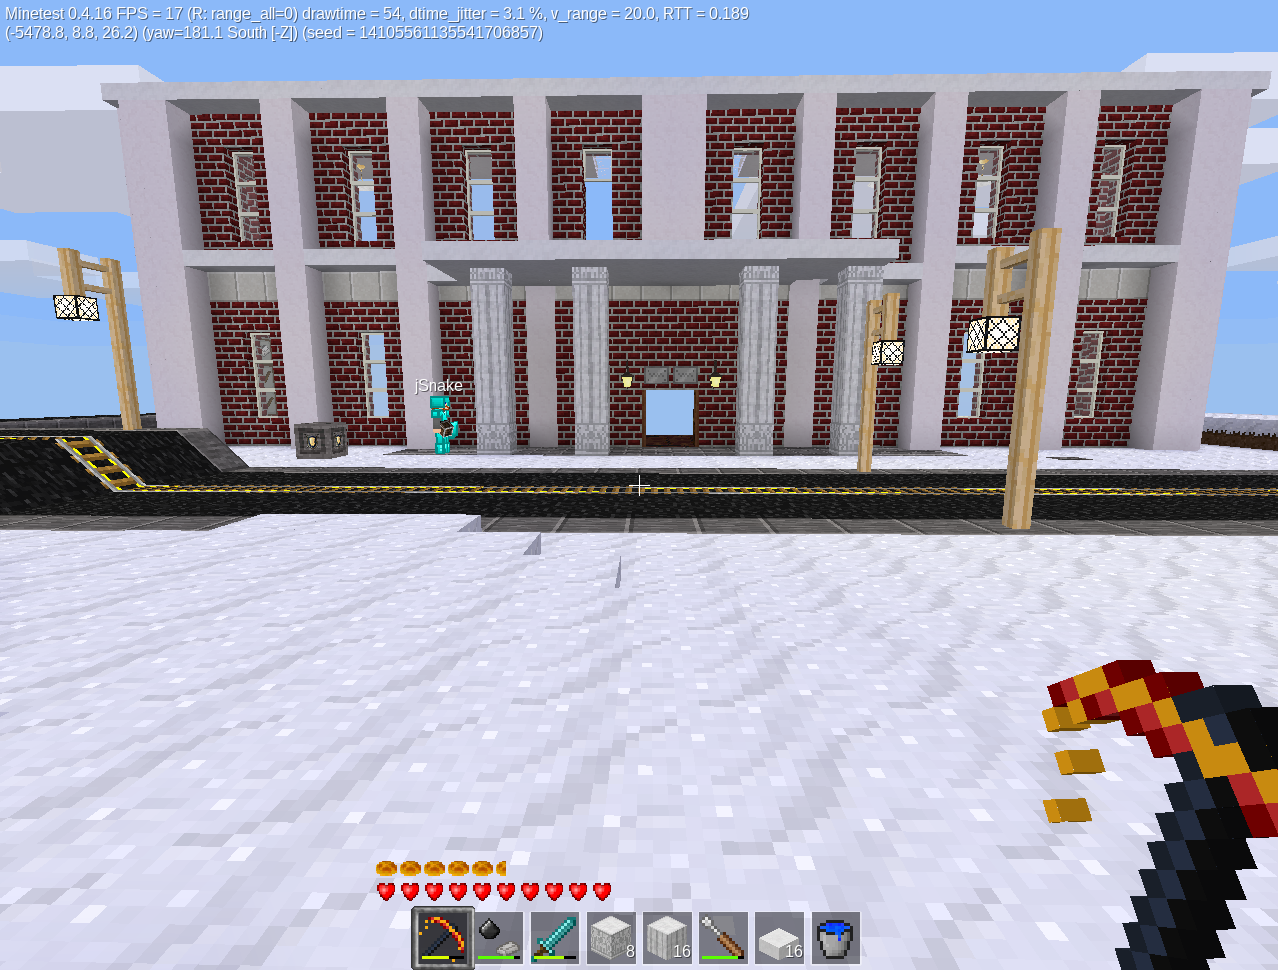 Minetest 0.4.16 FPS = 17 (R: range_all=0) drawtime = 54, dtime_jitter = 3.1 %, v_range = 20.0, RTT = 0.189
(-5478.8, 8.8, 26.2) (yaw=181.1 South [-Z]) (seed = 14105561135541706857)
jSnake
8
16
16